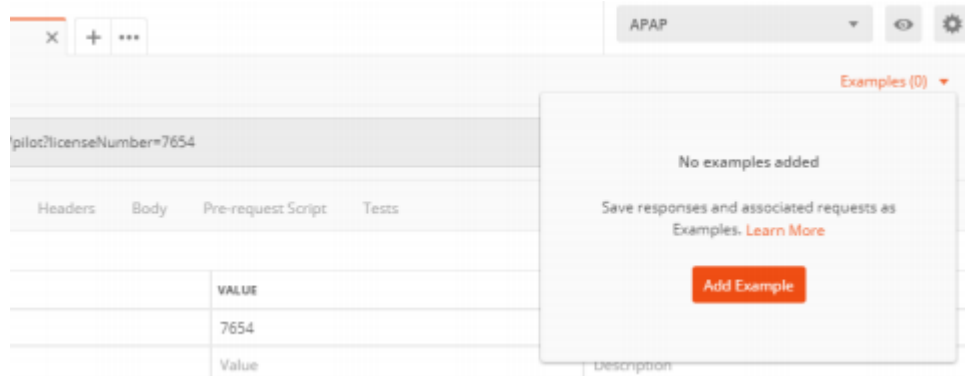 APAP
Examples (0)
pilot?licenseNumber=7654
No examples added
Headers Body Pre-request Script Tests
Save responses and associated requests as
Examples. Learn More
Add Example
VALUE
7654
Value Description